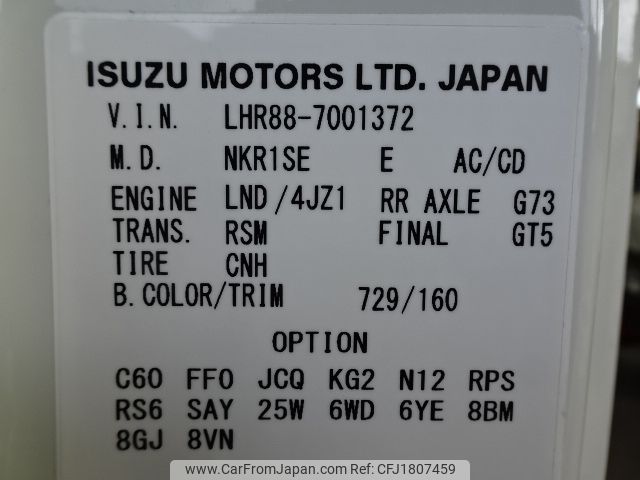 ISUZU MOTORS LTD. JAPAN
V.I.N. LHR88-7001372
M.D. NKR1SE E AC/CD
ENGINE LND/4JZ1 RR AXLE G73
TRANS. RSM FINAL GT5
TIRE CNH
B.COLOR/TRIM 729/160
OPTION
C60 FF0 JCQ KG2 N12 RPS
RS6 SAY 25W 6WD 6YE 8BM
8GJ 8VN
www.CarFromJapan.com - CFJ1807459